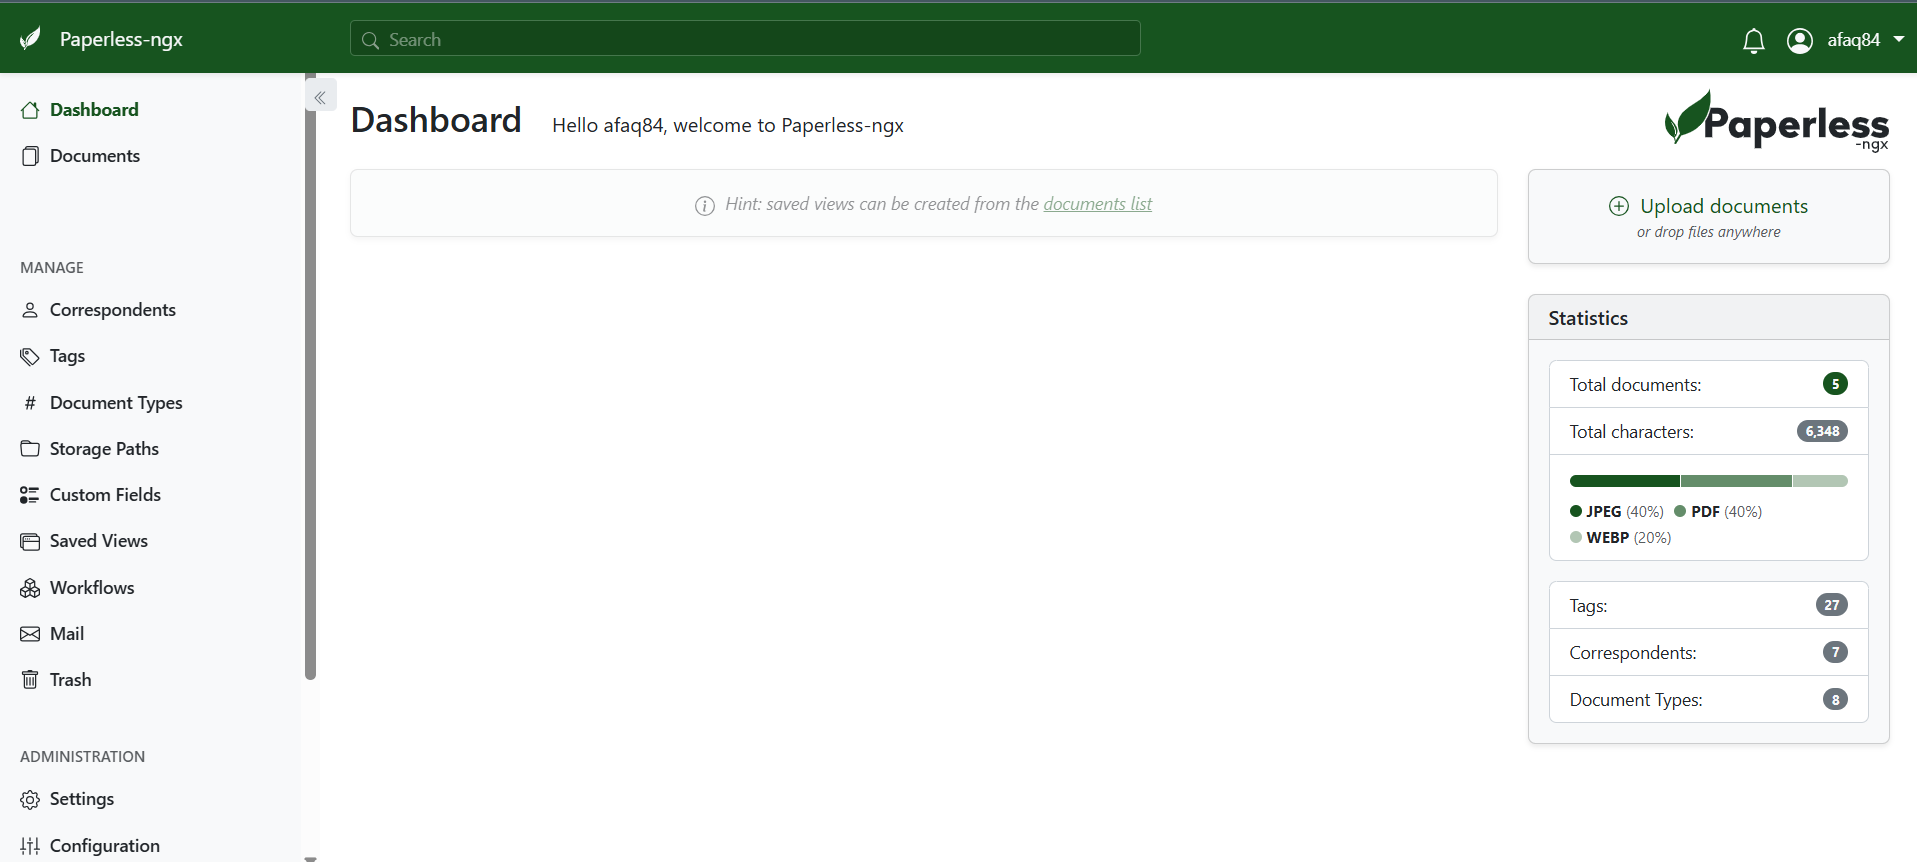 Paperless-ngx
Search
afaq84
Dashboard
Documents
MANAGE
Correspondents
Tags
# Document Types
Storage Paths
Custom Fields
Saved Views
Workflows
Mail
Trash
ADMINISTRATION
Settings
Configuration
Dashboard Hello afaq84, welcome to Paperless-ngx
Hint: saved views can be created from the documents list
Paperless
-ngx
Upload documents
or drop files anywhere
Statistics
Total documents: 5
Total characters: 6,348
JPEG (40%) PDF (40%)
WEBP (20%)
Tags: 27
Correspondents: 7
Document Types: 8